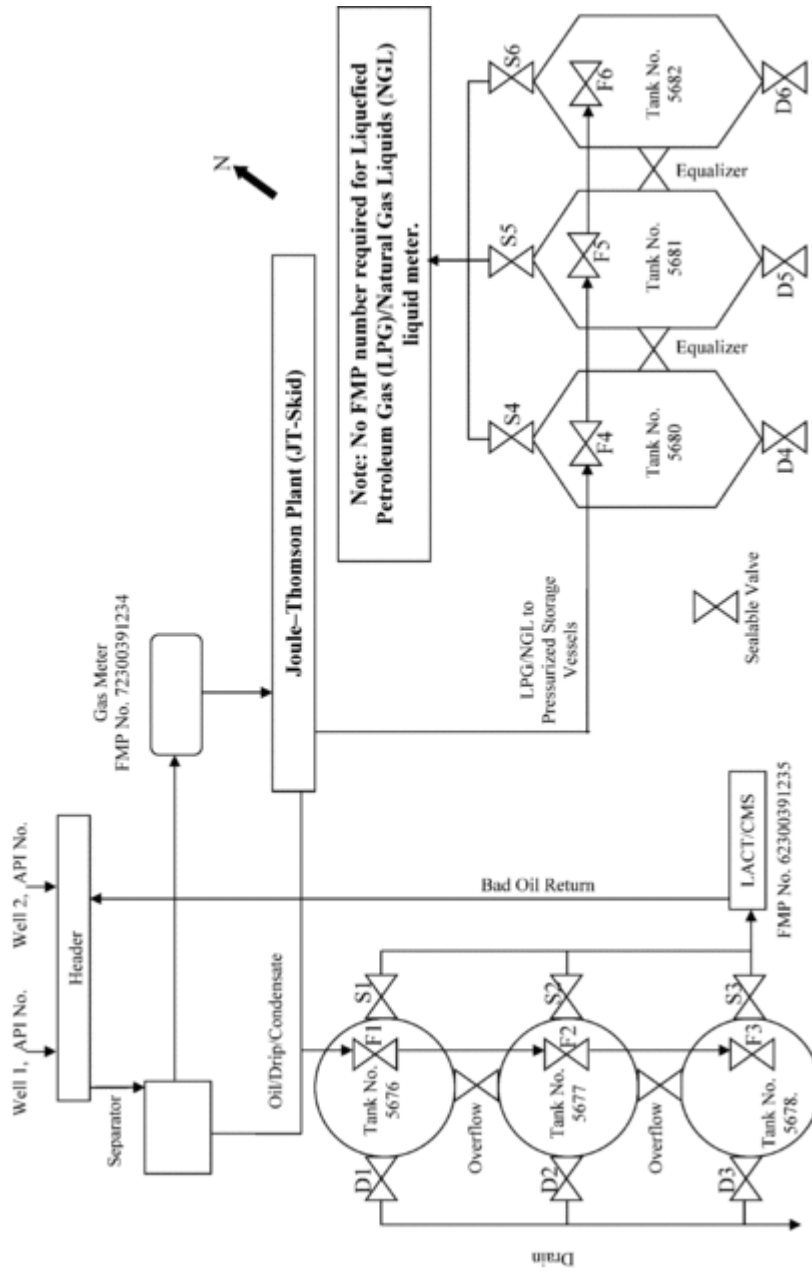 Well 1, API No.
Well 2, API No.
Header
Separator
Gas Meter
FMP No. 72300391234
N
Joule–Thomson Plant (JT-Skid)
Note: No FMP number required for Liquefied
Petroleum Gas (LPG)/Natural Gas Liquids (NGL)
liquid meter.
Oil/Drip/Condensate
Bad Oil Return
LPG/NGL to
Pressurized Storage
Vessels
D1
Tank No.
5676
F1
S1
Overflow
D2
Tank No.
5677
F2
S2
Overflow
D3
Tank No.
5678.
F3
S3
Drain
LACT/CMS
FMP No. 62300391235
S4
F4
Tank No.
5680
D4
Equalizer
S5
F5
Tank No.
5681
D5
Equalizer
S6
F6
Tank No.
5682
D6
Sealable Valve